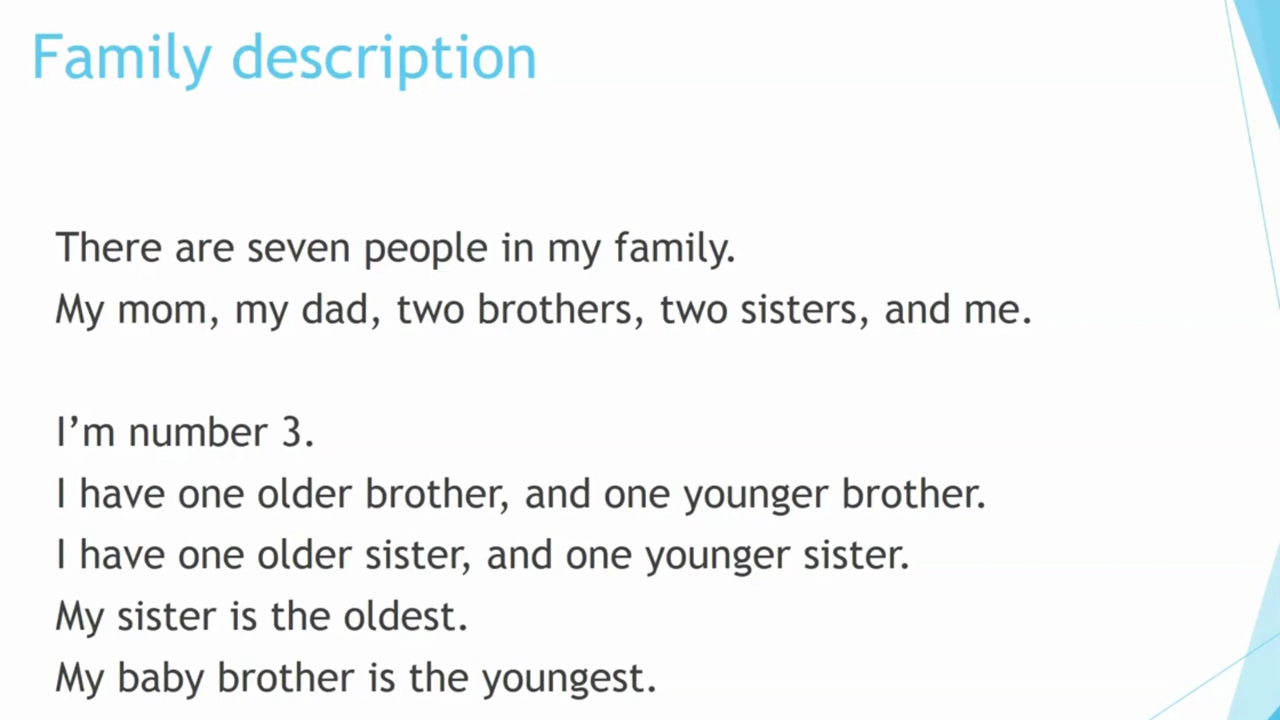 Family description
There are seven people in my family.
My mom, my dad, two brothers, two sisters, and me.
I’m number 3.
I have one older brother, and one younger brother.
I have one older sister, and one younger sister.
My sister is the oldest.
My baby brother is the youngest.